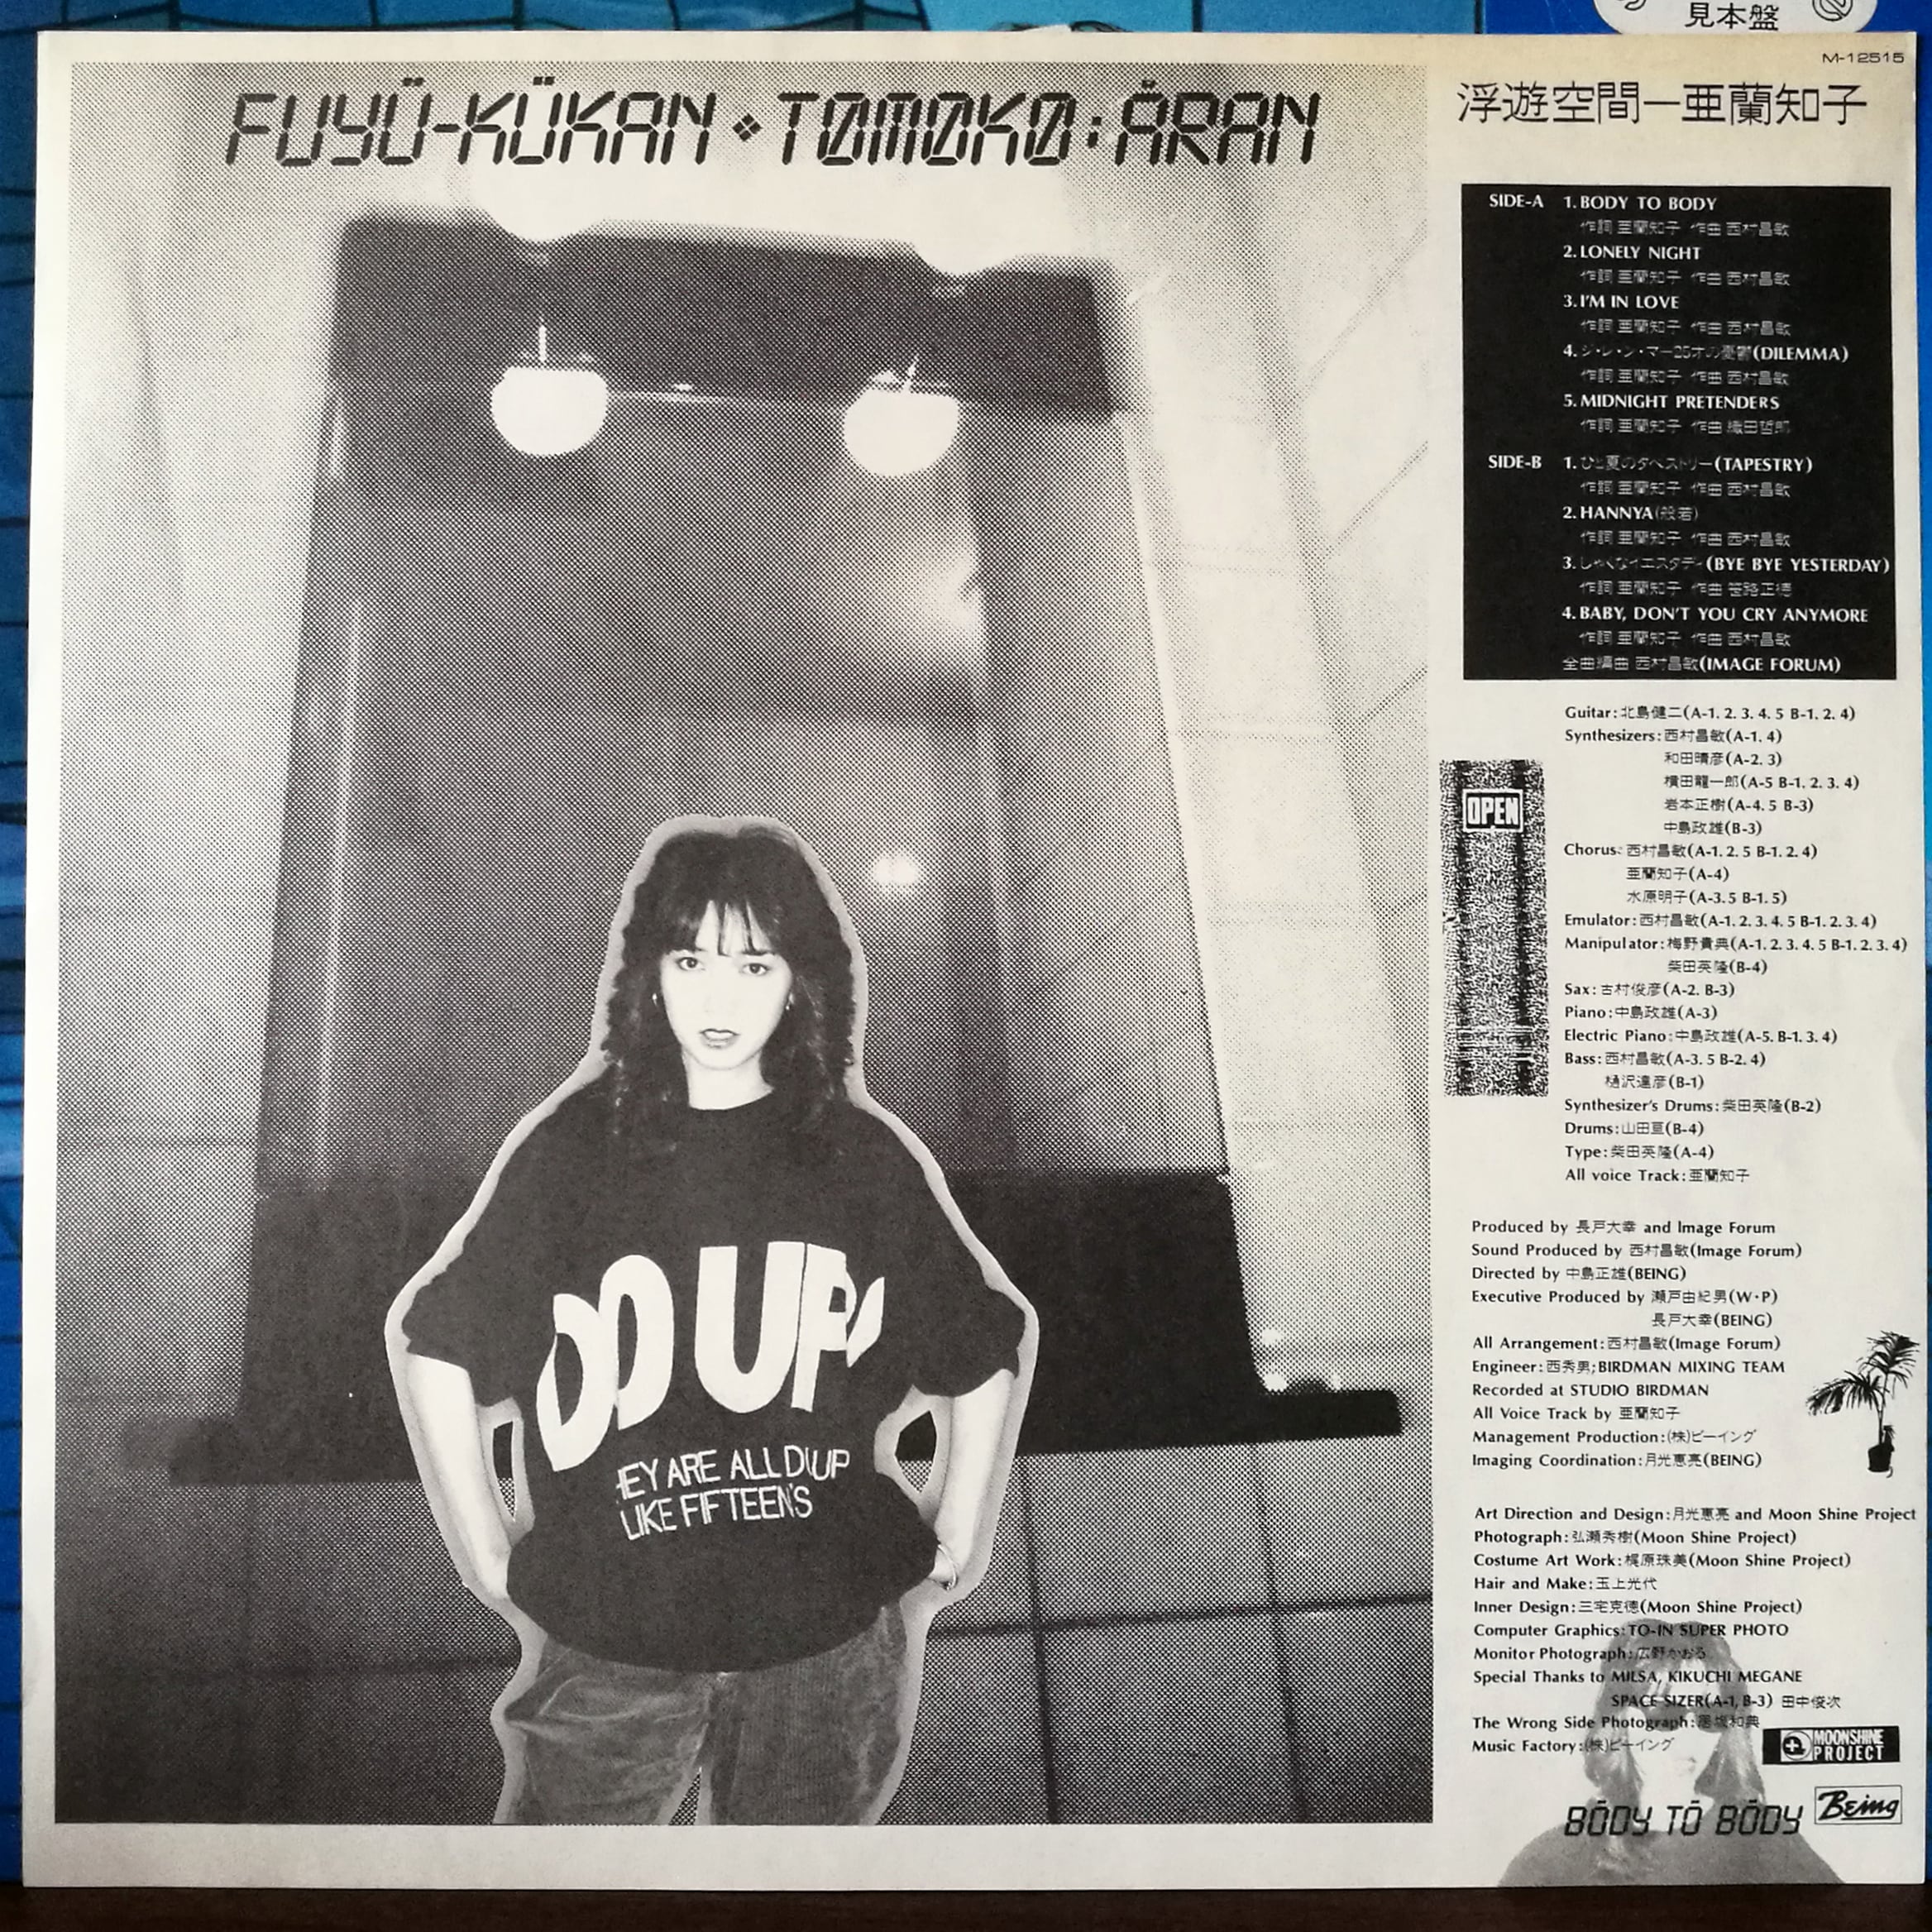 見本盤
M-12515
FUYŪ-KŪKAN❖TØMØKØ:ÅRAN
浮遊空間—亜蘭知子
SIDE-A 1. BODY TO BODY
作詞 亜蘭知子 作曲 西村昌敏
2. LONELY NIGHT
作詞 亜蘭知子 作曲 西村昌敏
3. I'M IN LOVE
作詞 亜蘭知子 作曲 西村昌敏
4. ジ・レ・ン・マー25才の憂鬱(DILEMMA)
作詞 亜蘭知子 作曲 西村昌敏
5. MIDNIGHT PRETENDERS
作詞 亜蘭知子 作曲 織田哲郎
SIDE-B 1. ひと夏のタペストリー(TAPESTRY)
作詞 亜蘭知子 作曲 西村昌敏
2. HANNYA(般若)
作詞 亜蘭知子 作曲 西村昌敏
3. しゃくなイエスタデイ(BYE BYE YESTERDAY)
作詞 亜蘭知子 作曲 笹路正徳
4. BABY, DON'T YOU CRY ANYMORE
作詞 亜蘭知子 作曲 西村昌敏
全曲編曲 西村昌敏(IMAGE FORUM)
Guitar:北島健二(A-1. 2. 3. 4. 5 B-1. 2. 4)
Synthesizers:西村昌敏(A-1. 4)
和田晴彦(A-2. 3)
横田龍一郎(A-5 B-1. 2. 3. 4)
岩本正樹(A-4. 5 B-3)
中島政雄(B-3)
OPEN
Chorus:西村昌敏(A-1. 2. 5 B-1. 2. 4)
亜蘭知子(A-4)
水原明子(A-3. 5 B-1. 5)
Emulator:西村昌敏(A-1. 2. 3. 4. 5 B-1. 2. 3. 4)
Manipulator:梅野貴典(A-1. 2. 3. 4. 5 B-1. 2. 3. 4)
柴田英隆(B-4)
Sax:古村俊彦(A-2. B-3)
Piano:中島政雄(A-3)
Electric Piano:中島政雄(A-5. B-1. 3. 4)
Bass:西村昌敏(A-3. 5 B-2. 4)
樋沢達彦(B-1)
Synthesizer's Drums:柴田英隆(B-2)
Drums:山田亘(B-4)
Type:柴田英隆(A-4)
All voice Track:亜蘭知子
Produced by 長戸大幸 and Image Forum
Sound Produced by 西村昌敏(Image Forum)
Directed by 中島正雄(BEING)
Executive Produced by 瀬戸由紀男(W・P)
長戸大幸(BEING)
All Arrangement:西村昌敏(Image Forum)
Engineer:西秀男;BIRDMAN MIXING TEAM
Recorded at STUDIO BIRDMAN
All Voice Track by 亜蘭知子
Management Production:(株)ビーイング
Imaging Coordination:月光恵亮(BEING)
Art Direction and Design:月光恵亮 and Moon Shine Project
Photograph:弘瀬秀樹(Moon Shine Project)
Costume Art Work:梶原珠美(Moon Shine Project)
Hair and Make:玉上光代
Inner Design:三宅克徳(Moon Shine Project)
Computer Graphics:TO-IN SUPER PHOTO
Monitor Photograph:広野かおる
Special Thanks to MILSA, KIKUCHI MEGANE
SPACE SIZER(A-1, B-3) 田中俊次
The Wrong Side Photograph:居城和典
Music Factory:(株)ビーイング
MOONSHINE
PROJECT
BŌDY TŌ BŌDY
Being
DO UP
HEY ARE ALL DO UP
LIKE FIFTEEN'S